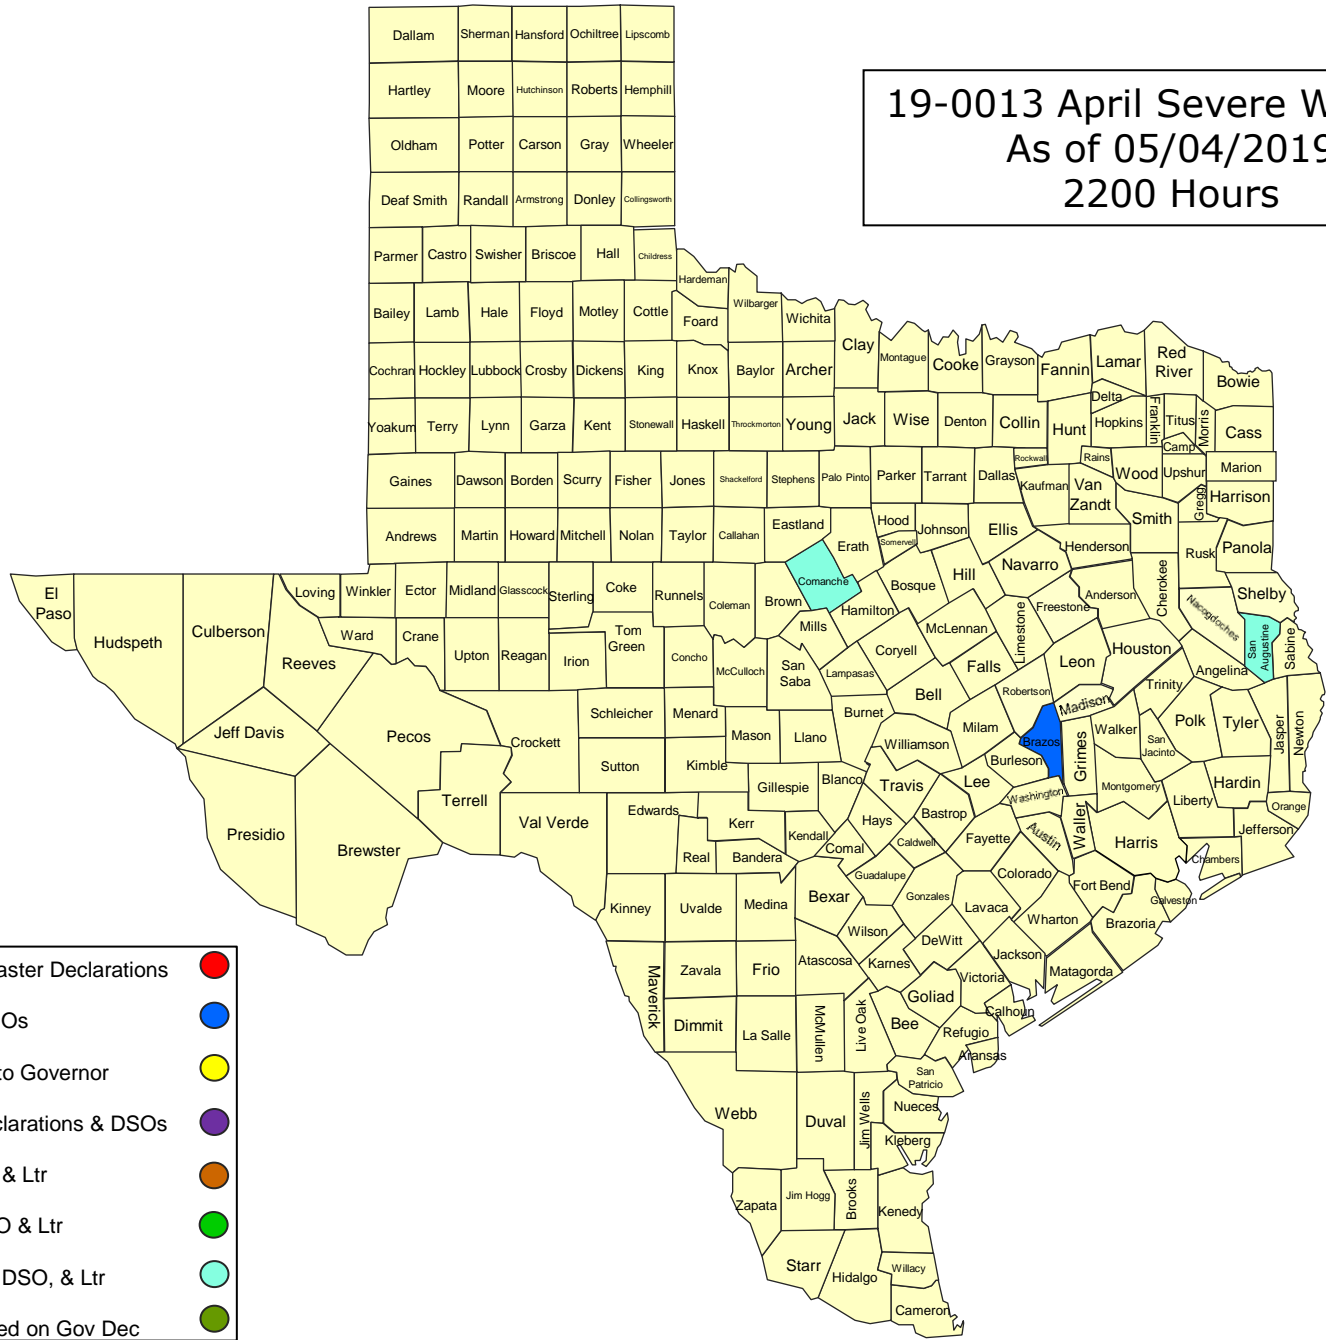 Dallam Sherman Hansford Ochiltree Lipscomb
Hartley Moore Hutchinson Roberts Hemphill
19-0013 April Severe W
As of 05/04/2019
2200 Hours
Oldham Potter Carson Gray Wheeler
Deaf Smith Randall Armstrong Donley Collingsworth
Parmer Castro Swisher Briscoe Hall Childress
Hardeman
Wilbarger
Bailey Lamb Hale Floyd Motley Cottle Foard Wichita
Clay Montague Cooke Grayson Fannin Lamar Red River Bowie
Cochran Hockley Lubbock Crosby Dickens King Knox Baylor Archer
Delta
Yoakum Terry Lynn Garza Kent Stonewall Haskell Throckmorton Young Jack Wise Denton Collin Hunt Hopkins Franklin Titus Morris Cass
Camp
Rockwall Rains
Gaines Dawson Borden Scurry Fisher Jones Shackelford Stephens Palo Pinto Parker Tarrant Dallas Kaufman Van Zandt Wood Upshur Marion
Gregg Harrison
Andrews Martin Howard Mitchell Nolan Taylor Callahan Eastland Erath Hood Somervell Johnson Ellis Henderson Smith Rusk Panola
El Paso Hudspeth Culberson Loving Winkler Ector Midland Glasscock Sterling Coke Runnels Coleman Brown Comanche Hamilton Bosque Hill Navarro Freestone Anderson Cherokee Nacogdoches Shelby
Reeves Ward Crane Upton Reagan Irion Tom Green Concho McCulloch San Saba Mills Lampasas Coryell McLennan Limestone Falls Leon Houston Angelina San Augustine Sabine
Jeff Davis Pecos Crockett Schleicher Menard Mason Llano Burnet Bell Milam Robertson Madison Trinity
Brazos Walker San Jacinto Polk Tyler Jasper Newton
Presidio Brewster Terrell Val Verde Sutton Kimble Gillespie Blanco Williamson Travis Lee Burleson Grimes Washington Montgomery Liberty Hardin Orange
Edwards Kerr Kendall Hays Bastrop Caldwell Fayette Austin Waller Harris Jefferson
Real Bandera Comal Guadalupe Chambers
Kinney Uvalde Medina Bexar Gonzales Lavaca Colorado Fort Bend Galveston
Wilson DeWitt Wharton Brazoria
Maverick Zavala Frio Atascosa Karnes Jackson Matagorda
Goliad Victoria
Dimmit La Salle McMullen Live Oak Bee Refugio Calhoun
Aransas
San Patricio
Webb Duval Jim Wells Nueces
Kleberg
Zapata Jim Hogg Brooks Kenedy
Starr Hidalgo Willacy
Cameron
aster Declarations
Os
to Governor
clarations & DSOs
& Ltr
O & Ltr
DSO, & Ltr
ed on Gov Dec